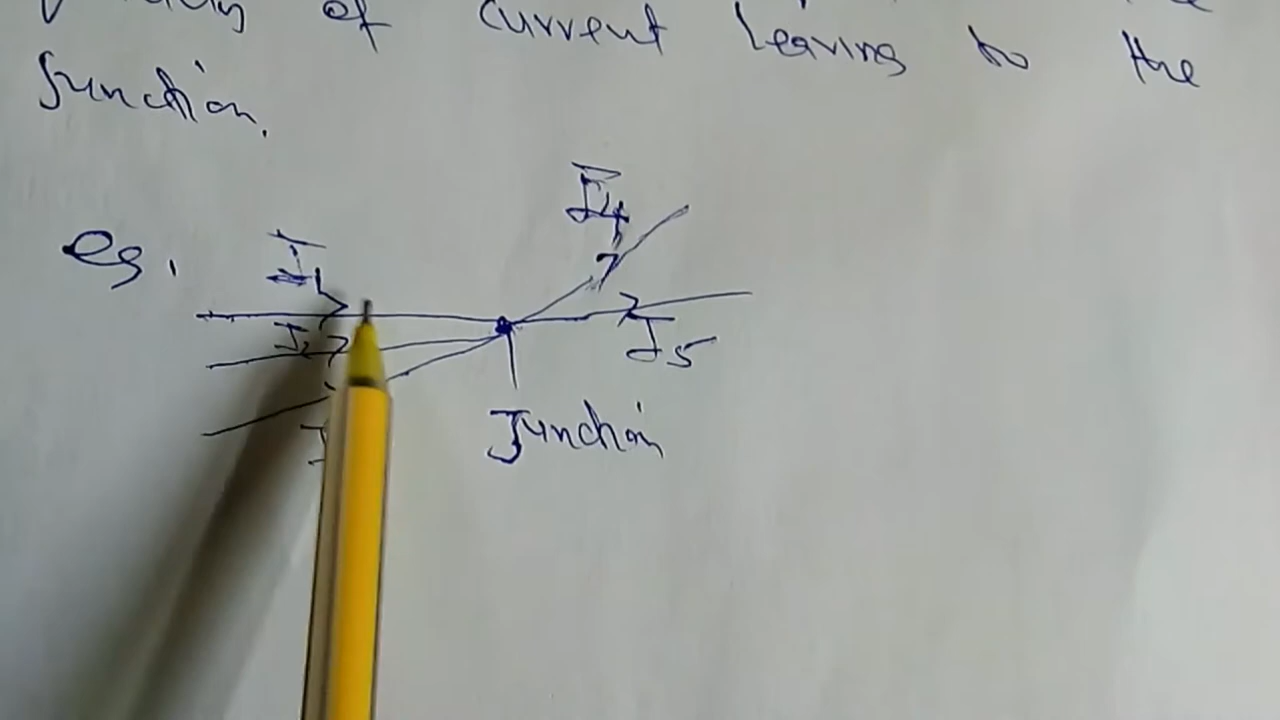 of current leaving to the
Junction.
eg.
I4
I1
I2
I5
Junction